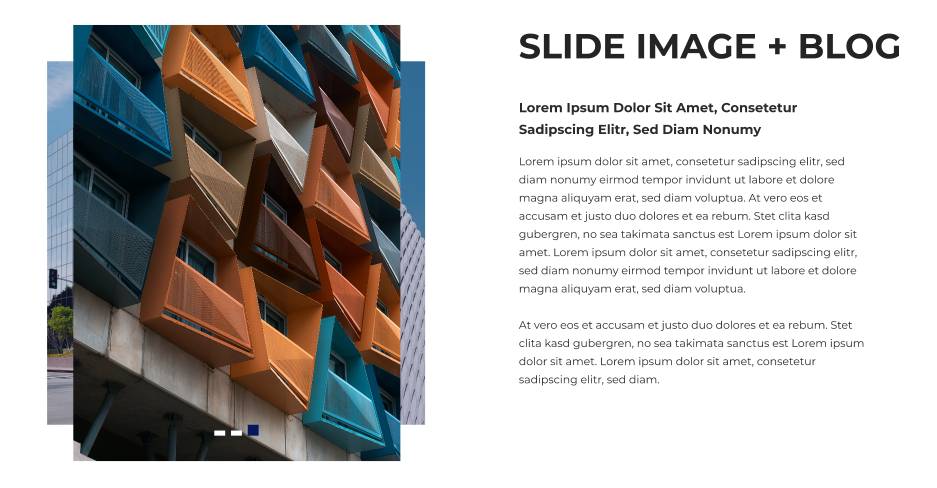 SLIDE IMAGE + BLOG
Lorem Ipsum Dolor Sit Amet, Consetetur
Sadipscing Elitr, Sed Diam Nonumy
Lorem ipsum dolor sit amet, consetetur sadipscing elitr, sed
diam nonumy eirmod tempor invidunt ut labore et dolore
magna aliquyam erat, sed diam voluptua. At vero eos et
accusam et justo duo dolores et ea rebum. Stet clita kasd
gubergren, no sea takimata sanctus est Lorem ipsum dolor sit
amet. Lorem ipsum dolor sit amet, consetetur sadipscing elitr,
sed diam nonumy eirmod tempor invidunt ut labore et dolore
magna aliquyam erat, sed diam voluptua.
At vero eos et accusam et justo duo dolores et ea rebum. Stet
clita kasd gubergren, no sea takimata sanctus est Lorem ipsum
dolor sit amet. Lorem ipsum dolor sit amet, consetetur
sadipscing elitr, sed diam.